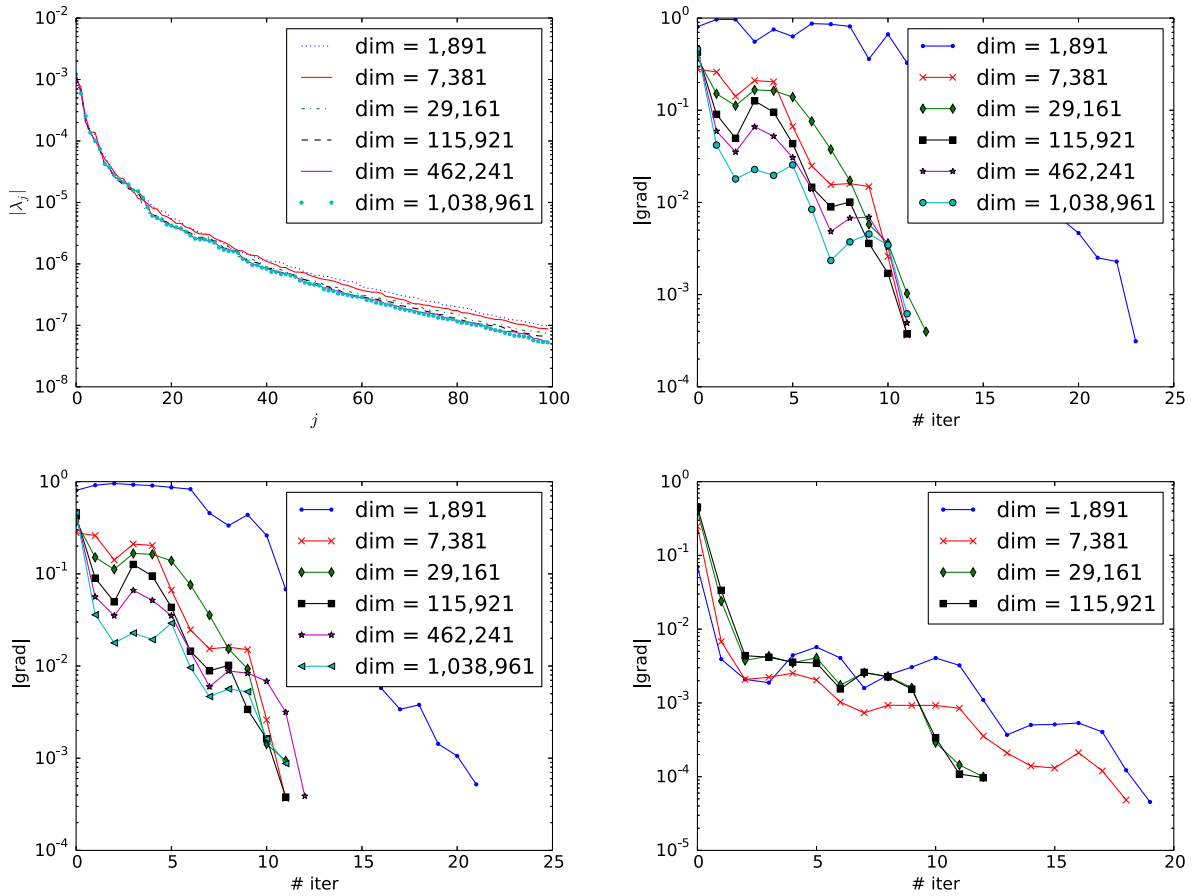 10^-2
10^-3
10^-4
10^-5
10^-6
10^-7
10^-8
|λ_j|
0 20 40 60 80 100
j
dim = 1,891
dim = 7,381
dim = 29,161
dim = 115,921
dim = 462,241
dim = 1,038,961
10^0
10^-1
10^-2
10^-3
10^-4
|grad|
0 5 10 15 20 25
# iter
dim = 1,891
dim = 7,381
dim = 29,161
dim = 115,921
dim = 462,241
dim = 1,038,961
10^0
10^-1
10^-2
10^-3
10^-4
|grad|
0 5 10 15 20 25
# iter
dim = 1,891
dim = 7,381
dim = 29,161
dim = 115,921
dim = 462,241
dim = 1,038,961
10^0
10^-1
10^-2
10^-3
10^-4
10^-5
|grad|
0 5 10 15 20
# iter
dim = 1,891
dim = 7,381
dim = 29,161
dim = 115,921